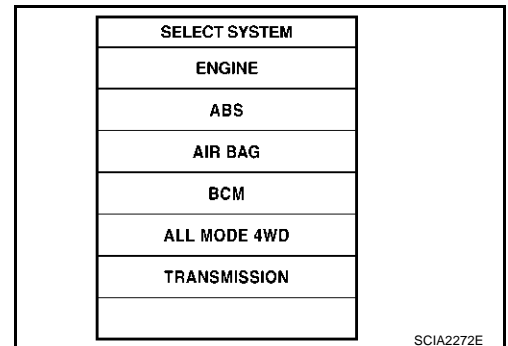 SELECT SYSTEM
ENGINE
ABS
AIR BAG
BCM
ALL MODE 4WD
TRANSMISSION
SCIA2272E